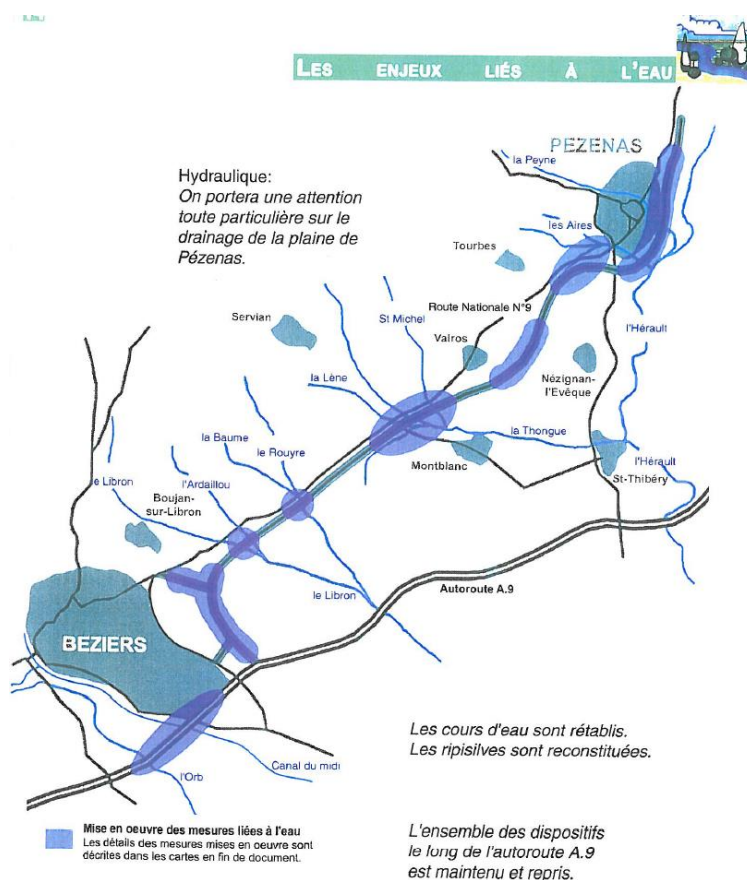 LES ENJEUX LIÉS À L'EAU
PEZENAS
la Peyne
Hydraulique:
On portera une attention
toute particulière sur le
drainage de la plaine de
Pézenas.
les Aires
Tourbes
Route Nationale N°9
Servian
St Michel
l'Hérault
Valros
la Lène
Nézignan-
l'Evêque
la Thongue
la Baume
le Rouyre
Montblanc
l'Hérault
St-Thibéry
le Libron
l'Ardaillou
Boujan-
sur-Libron
le Libron
Autoroute A.9
BEZIERS
Les cours d'eau sont rétablis.
Les ripisilves sont reconstituées.
Canal du midi
l'Orb
Mise en oeuvre des mesures liées à l'eau
Les détails des mesures mises en oeuvre sont
décrites dans les cartes en fin de document.
L'ensemble des dispositifs
le long de l'autoroute A.9
est maintenu et repris.